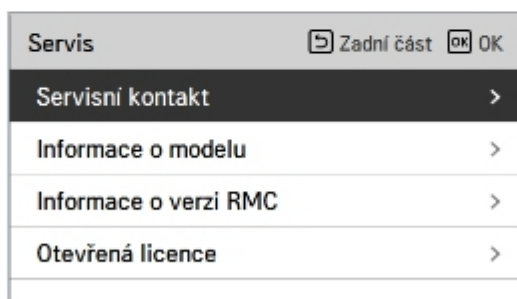 Servis Zadní část OK OK
Servisní kontakt >
Informace o modelu >
Informace o verzi RMC >
Otevřená licence >